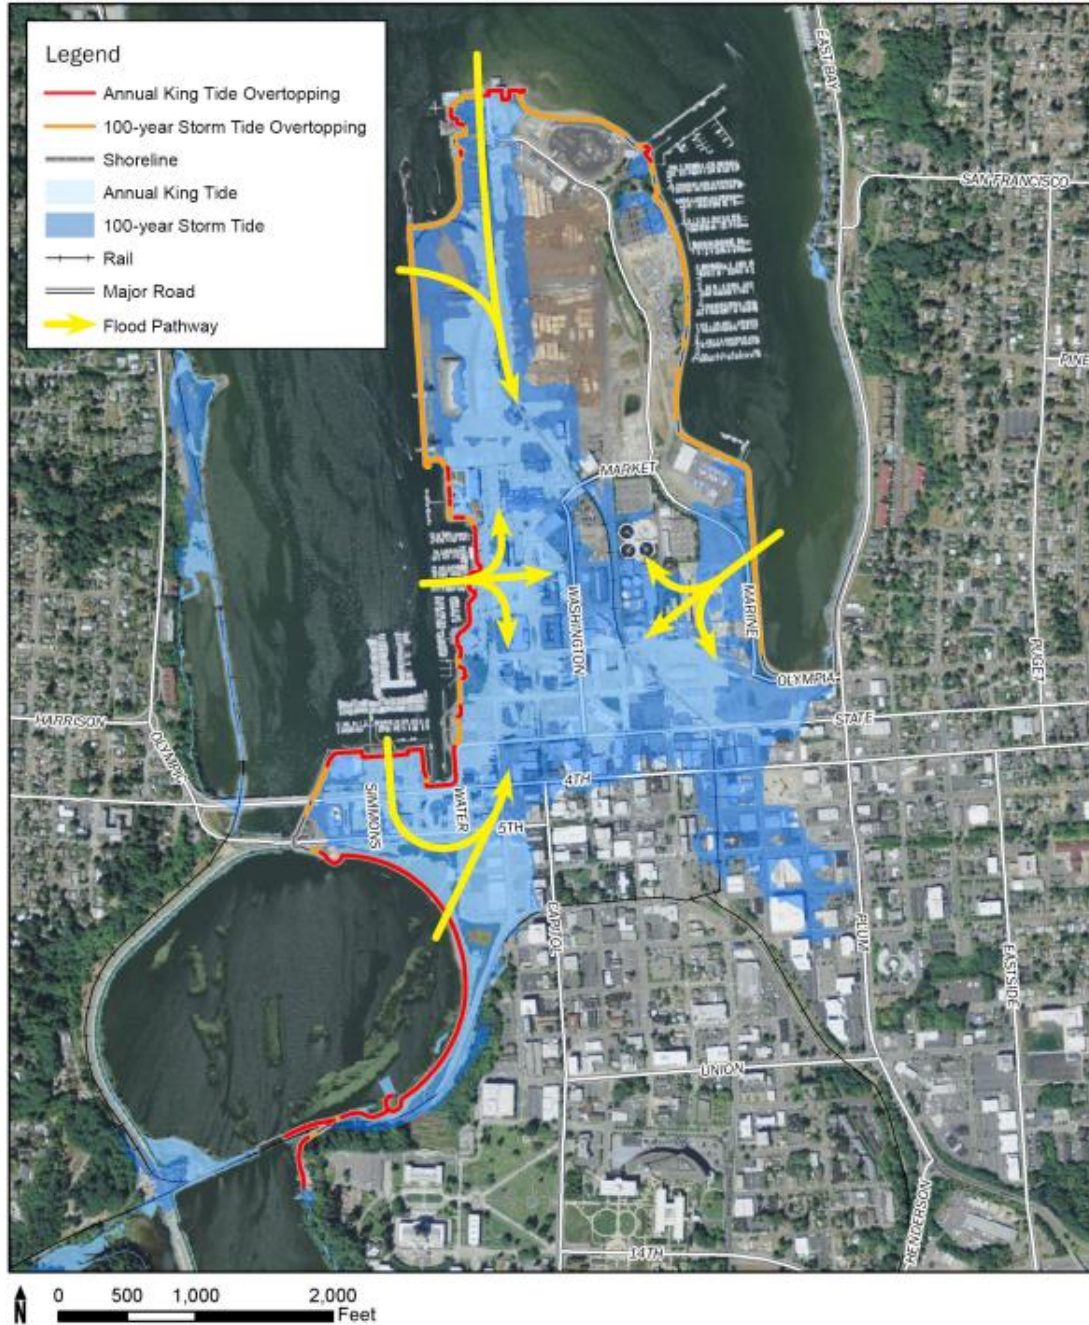 Legend
Annual King Tide Overtopping
100-year Storm Tide Overtopping
Shoreline
Annual King Tide
100-year Storm Tide
Rail
Major Road
Flood Pathway
EAST BAY
SAN FRANCISCO
PINE
MARKET
WASHINGTON
MARINE
PUGET
OLYMPIA
HARRISON
OLYMPIC
STATE
4TH
SIMMONS
WATER
5TH
CAPITOL
PLUM
EASTSIDE
UNION
HENDERSON
14TH
N
0 500 1,000 2,000
Feet